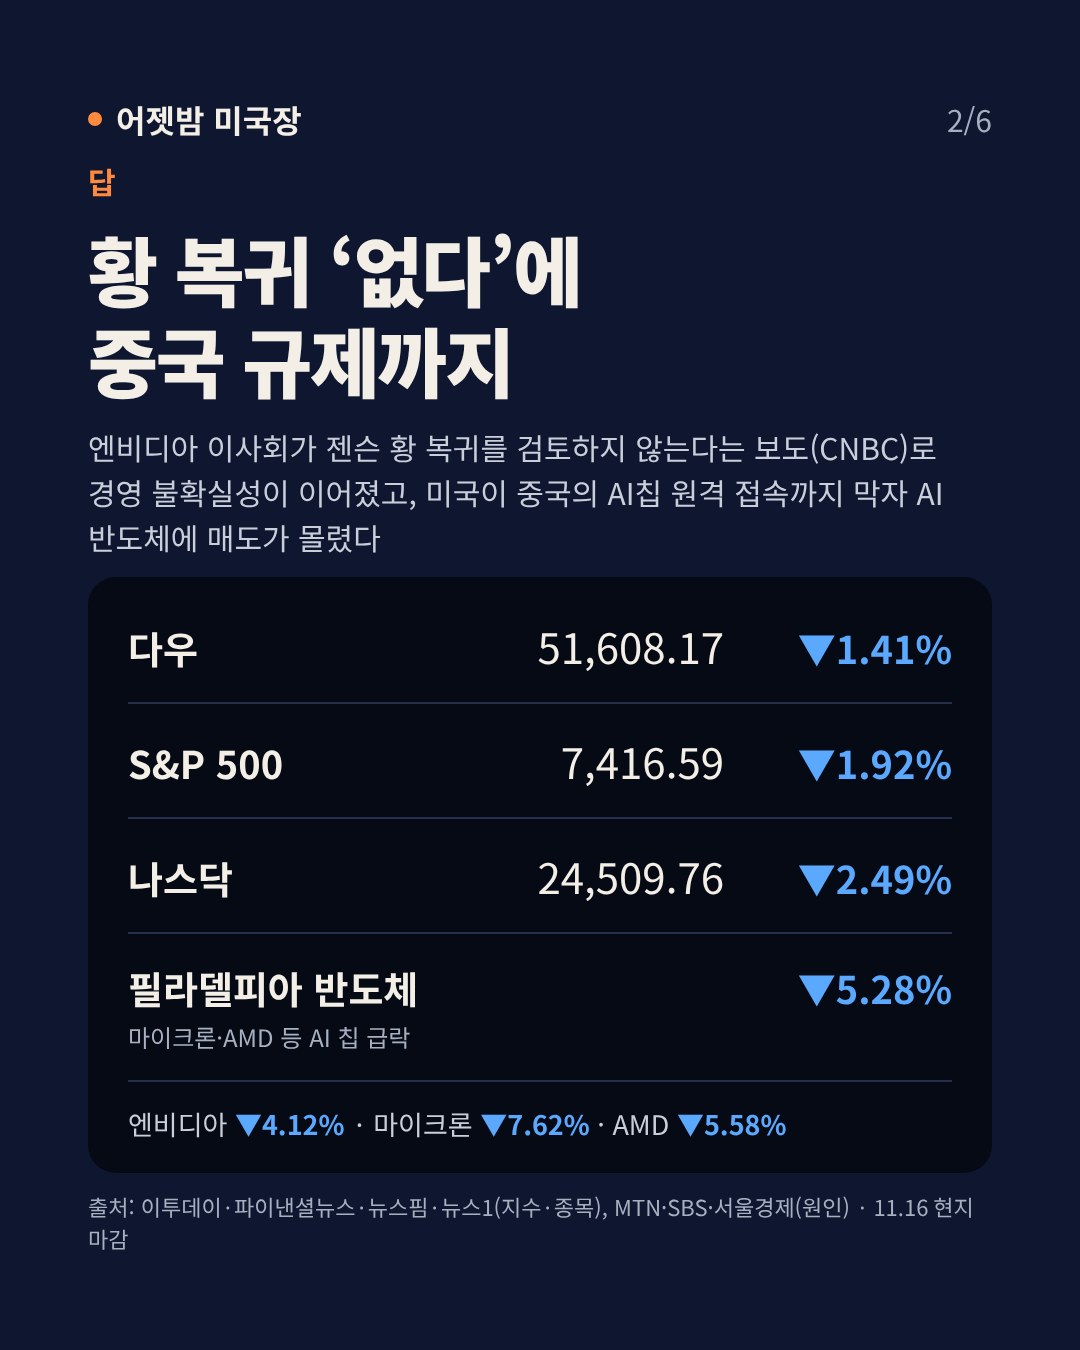 어젯밤 미국장
2/6
답
황 복귀 ‘없다’에
중국 규제까지
엔비디아 이사회가 젠슨 황 복귀를 검토하지 않는다는 보도(CNBC)로
경영 불확실성이 이어졌고, 미국이 중국의 AI칩 원격 접속까지 막자 AI
반도체에 매도가 몰렸다
다우 51,608.17 ▼1.41%
S&P 500 7,416.59 ▼1.92%
나스닥 24,509.76 ▼2.49%
필라델피아 반도체 ▼5.28%
마이크론·AMD 등 AI 칩 급락
엔비디아 ▼4.12% · 마이크론 ▼7.62% · AMD ▼5.58%
출처: 이투데이·파이낸셜뉴스·뉴스핌·뉴스1(지수·종목), MTN·SBS·서울경제(원인) · 11.16 현지
마감